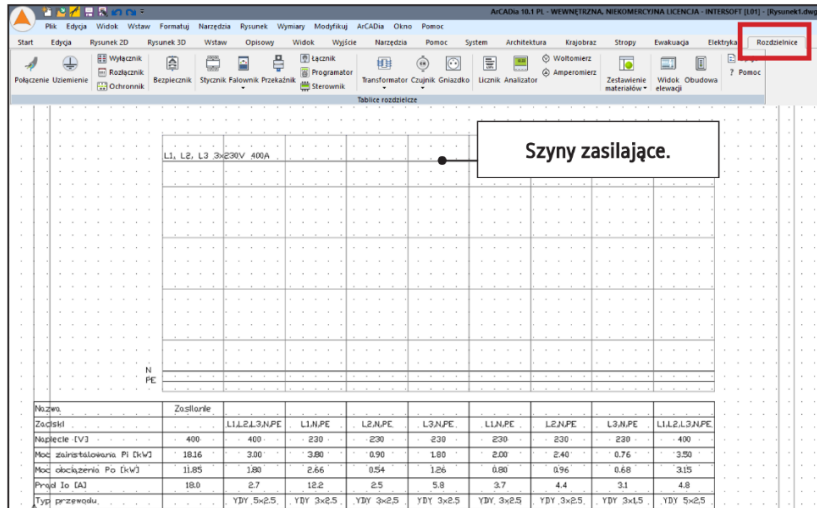 ArCADia 10.1 PL - WEWNĘTRZNA, NIEKOMERCYJNA LICENCJA - INTERSOFT [L01] - [Rysunek1.dwg
Plik Edycja Widok Wstaw Formatuj Narzędzia Rysunek Wymiary Modyfikuj ArCADia Okno Pomoc
Start Edycja Rysunek 2D Rysunek 3D Wstaw Opisowy Widok Wyjście Narzędzia Pomoc System Architektura Krajobraz Stropy Ewakuacja Elektryka Rozdzielnice
Połączenie Uziemienie Wyłącznik Rozłącznik Ochronnik Bezpiecznik Stycznik Falownik Przekaźnik Łącznik Programator Sterownik Transformator Czujnik Gniazdko Licznik Analizator Woltomierz Amperomierz Zestawienie materiałów Widok elewacji Obudowa ? Pomoc
Tablice rozdzielcze
Szyny zasilające.
L1, L2, L3 3x230V 400A
N
PE
Nazwa Zasilanie
Zaciski L1,L2,L3,N,PE L1,N,PE L2,N,PE L3,N,PE L1,N,PE L2,N,PE L3,N,PE L1,L2,L3,N,PE
Napięcie [V] 400 400 230 230 230 230 230 230 400
Moc zainstalowana Pi [kW] 18.16 3.00 3.80 0.90 1.80 2.00 2.40 0.76 3.50
Moc obciążenia Po [kW] 11.85 1.80 2.66 0.54 1.26 0.80 0.96 0.68 3.15
Prąd Io [A] 18.0 2.7 12.2 2.5 5.8 3.7 4.4 3.1 4.8
Typ przewodu YDY 5x2.5 YDY 3x2.5 YDY 3x2.5 YDY 3x2.5 YDY 3x2.5 YDY 3x2.5 YDY 3x1.5 YDY 5x2.5